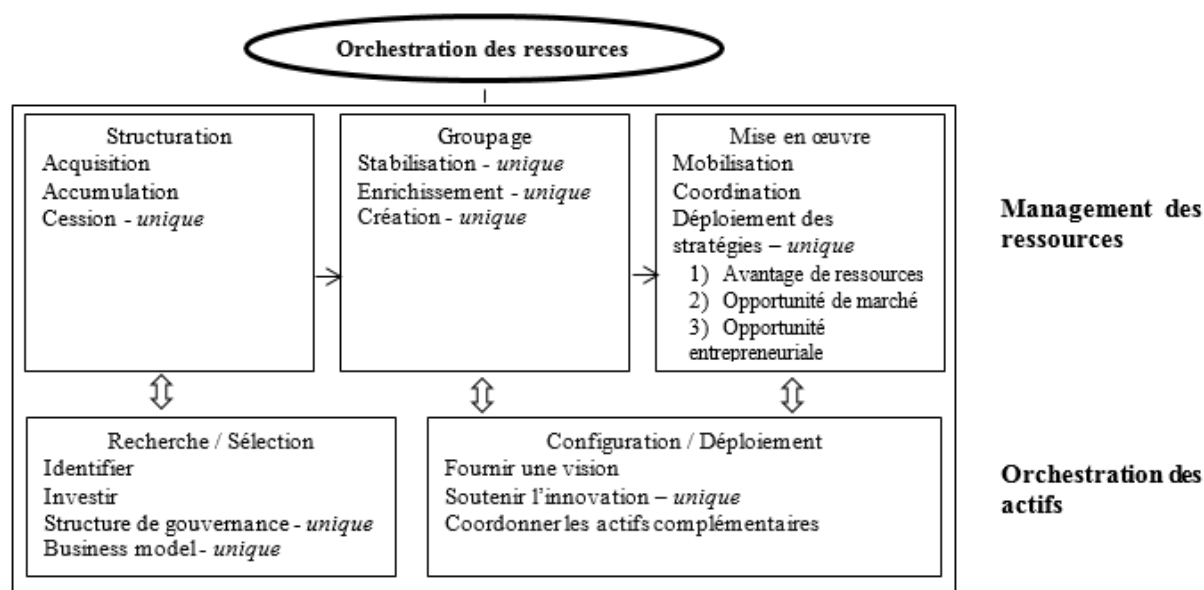 Orchestration des ressources
Structuration
Acquisition
Accumulation
Cession - unique
Groupage
Stabilisation - unique
Enrichissement - unique
Création - unique
Mise en œuvre
Mobilisation
Coordination
Déploiement des
stratégies – unique
1) Avantage de ressources
2) Opportunité de marché
3) Opportunité
entrepreneuriale
Management des
ressources
Recherche / Sélection
Identifier
Investir
Structure de gouvernance - unique
Business model - unique
Configuration / Déploiement
Fournir une vision
Soutenir l’innovation – unique
Coordonner les actifs complémentaires
Orchestration des
actifs